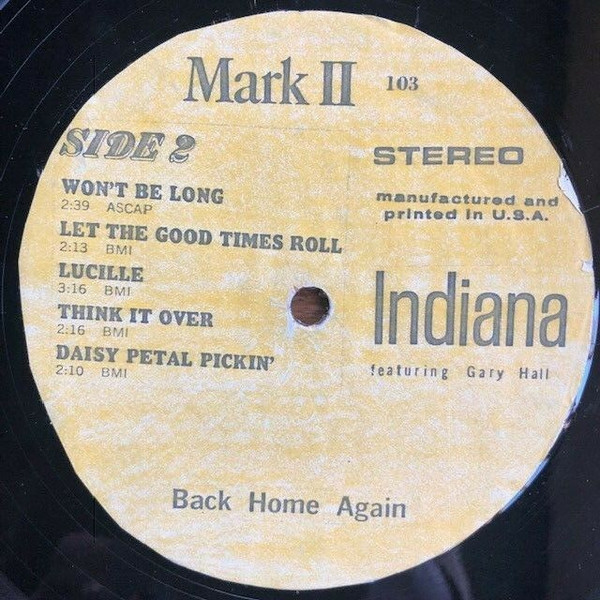 Mark II 103
SIDE 2
STEREO
manufactured and
printed in U.S.A.
WON'T BE LONG
2:39 ASCAP
LET THE GOOD TIMES ROLL
2:13 BMI
LUCILLE
3:16 BMI
THINK IT OVER
2:16 BMI
DAISY PETAL PICKIN'
2:10 BMI
Indiana
featuring Gary Hall
Back Home Again